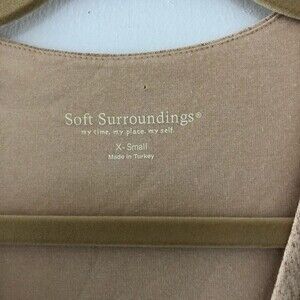 Soft Surroundings®
my time. my place. my self.
X-Small
Made in Turkey